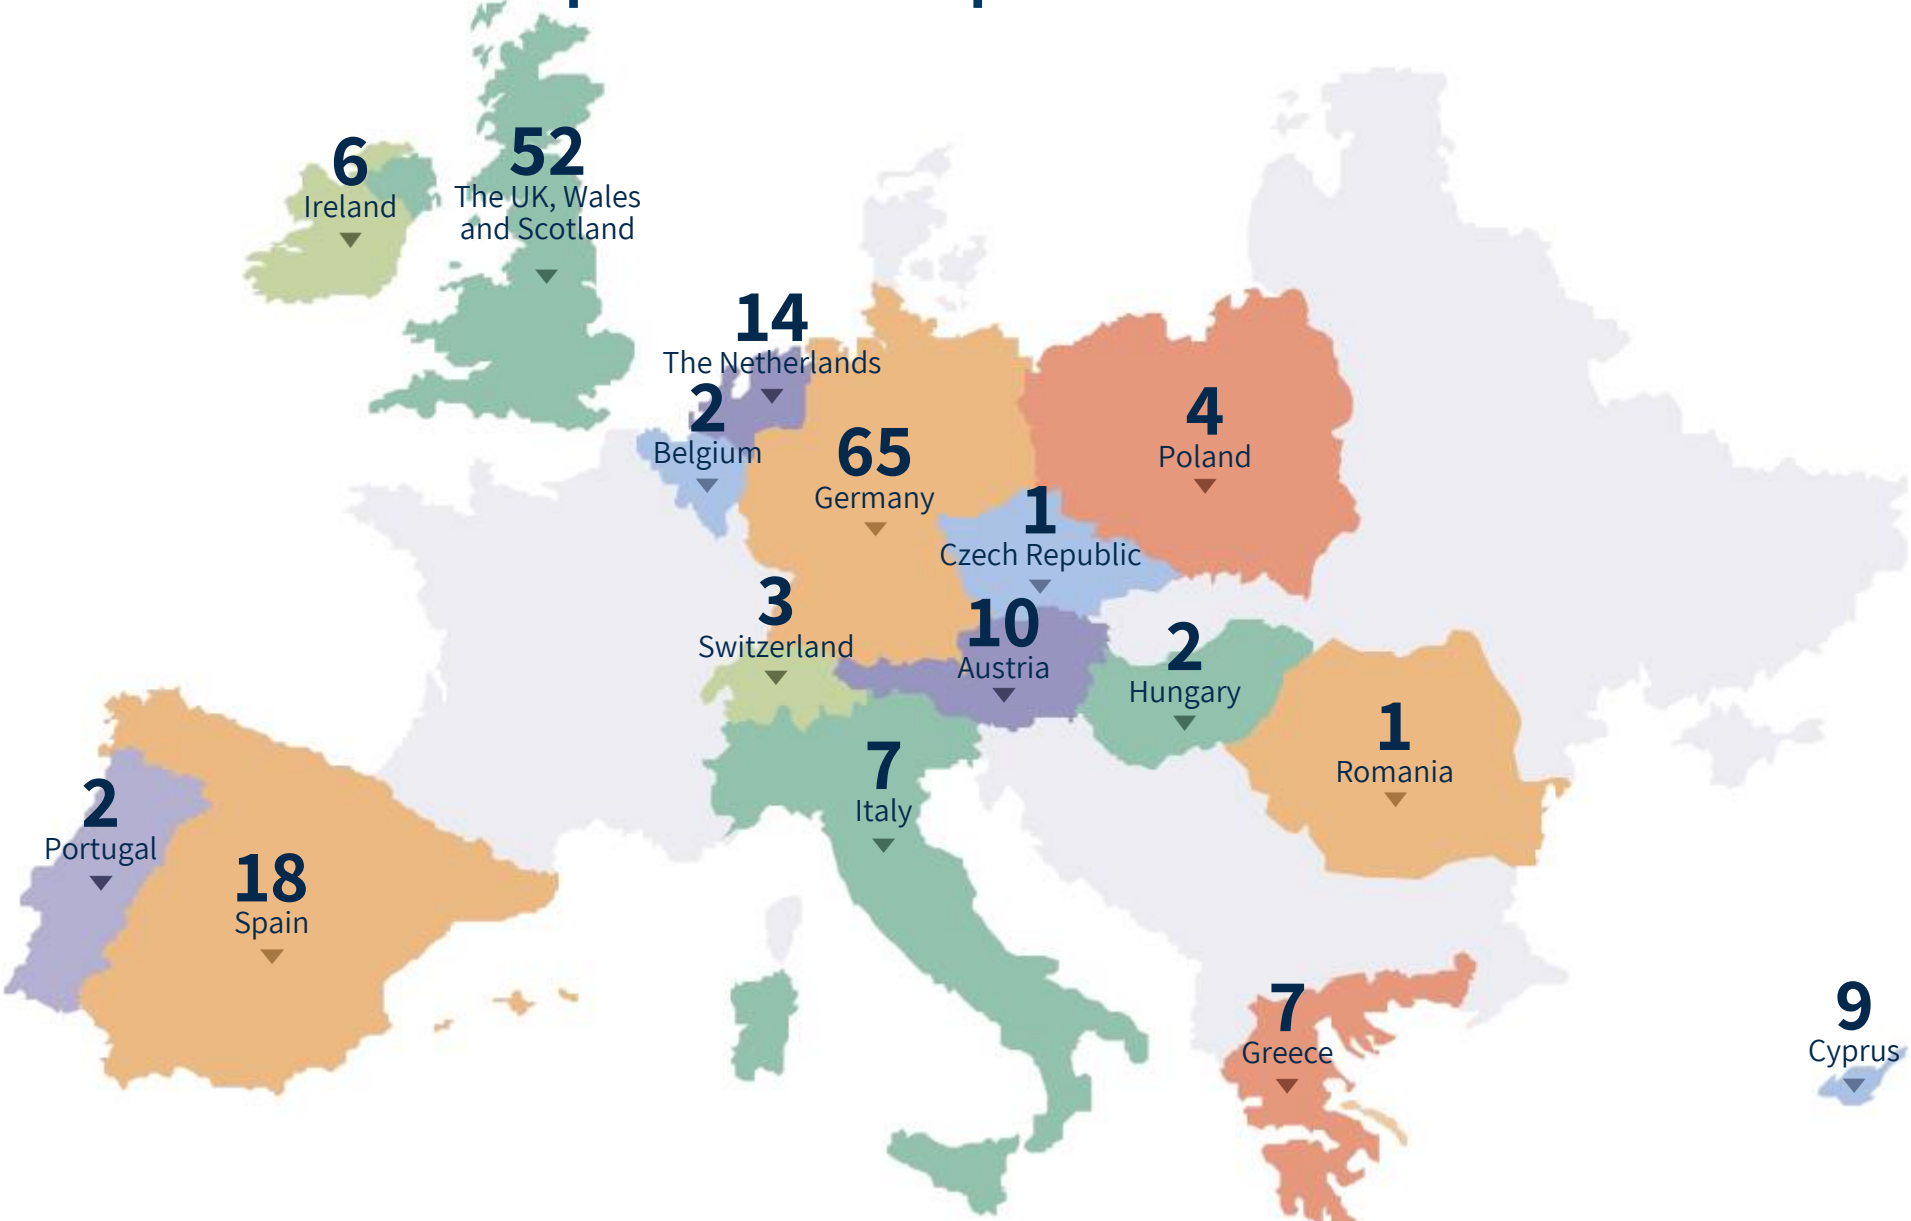 6
Ireland
52
The UK, Wales
and Scotland
14
The Netherlands
2
Belgium
65
Germany
4
Poland
1
Czech Republic
3
Switzerland
10
Austria
2
Hungary
1
Romania
7
Italy
2
Portugal
18
Spain
7
Greece
9
Cyprus